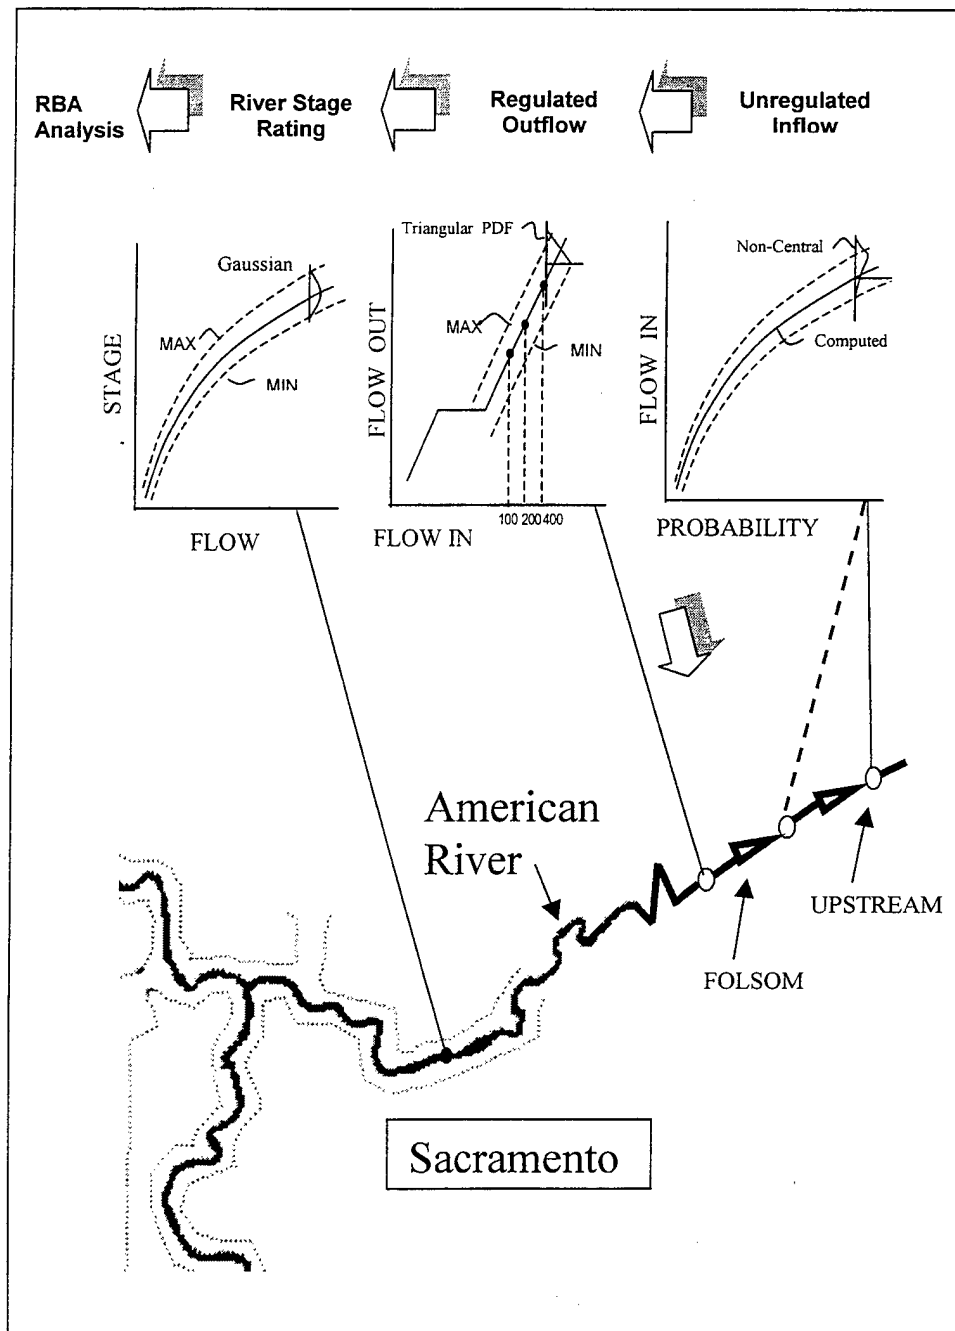 RBA
Analysis
River Stage
Rating
Regulated
Outflow
Unregulated
Inflow
STAGE
Gaussian
MAX
MIN
FLOW
FLOW OUT
Triangular PDF
MAX
MIN
100 200 400
FLOW IN
FLOW IN
Non-Central
Computed
PROBABILITY
American
River
UPSTREAM
FOLSOM
Sacramento